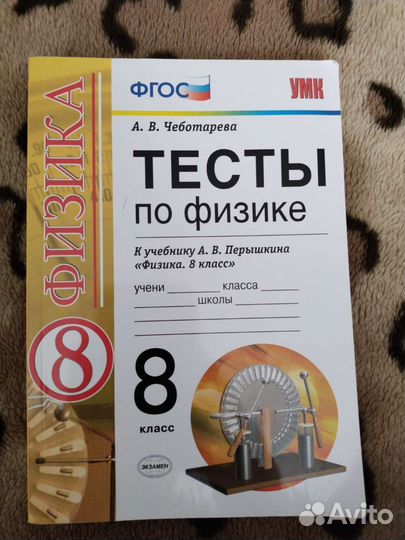 ФГОС
УМК
А. В. Чеботарева
ТЕСТЫ
по физике
К учебнику А. В. Перышкина
«Физика. 8 класс»
учени класса
школы
8
класс
ЭКЗАМЕН
ФИЗИКА
8
Avito